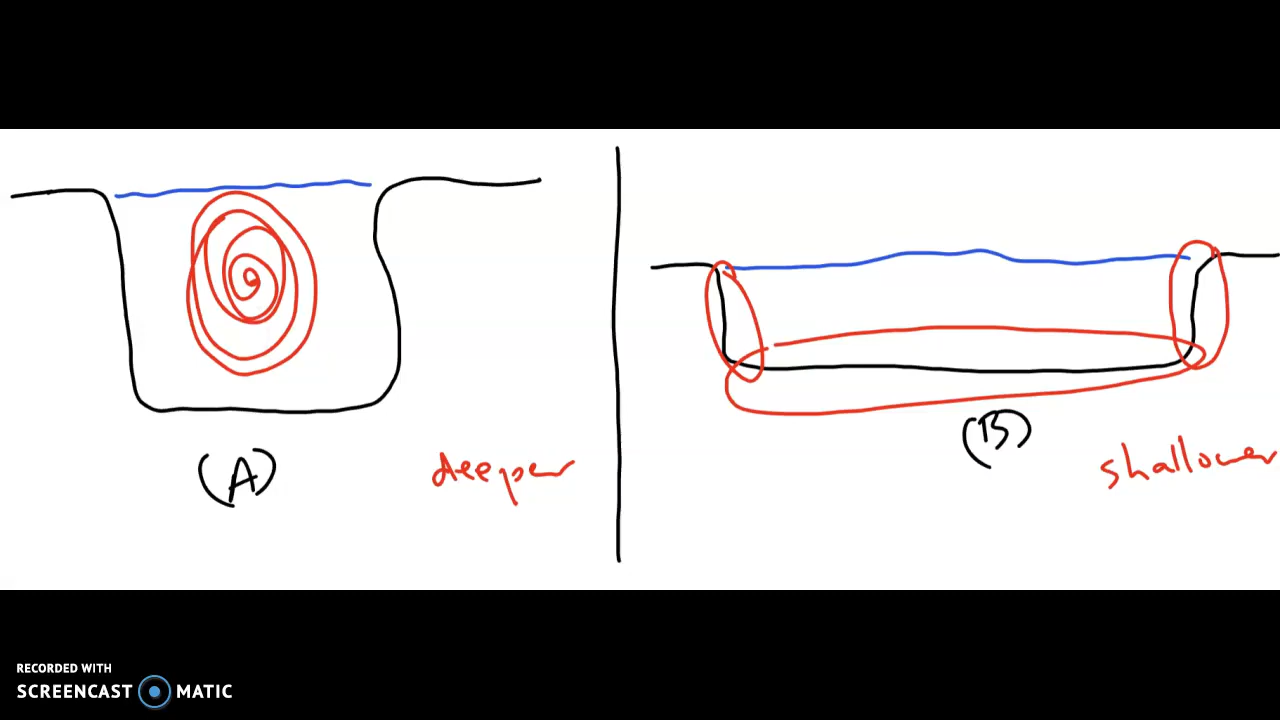 (A)
deeper
(B)
shallower
RECORDED WITH
SCREENCAST MATIC